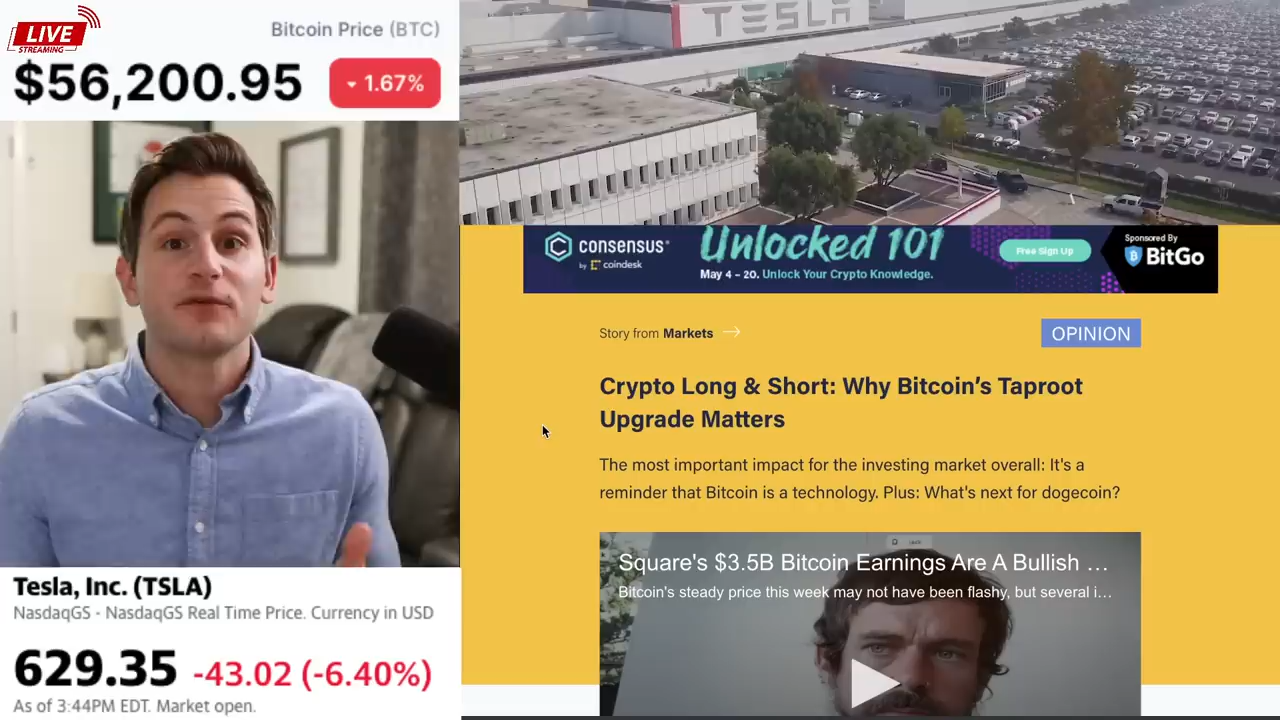 LIVE
STREAMING
Bitcoin Price (BTC)
$56,200.95
1.67%
Tesla, Inc. (TSLA)
NasdaqGS - NasdaqGS Real Time Price. Currency in USD
629.35 -43.02 (-6.40%)
As of 3:44PM EDT. Market open.
TESLA
consensus
by coindesk
Unlocked 101
May 4 – 20. Unlock Your Crypto Knowledge.
Free Sign Up
Sponsored By
BitGo
Story from Markets
OPINION
Crypto Long & Short: Why Bitcoin's Taproot
Upgrade Matters
The most important impact for the investing market overall: It's a
reminder that Bitcoin is a technology. Plus: What's next for dogecoin?
Square's $3.5B Bitcoin Earnings Are A Bullish …
Bitcoin's steady price this week may not have been flashy, but several i…